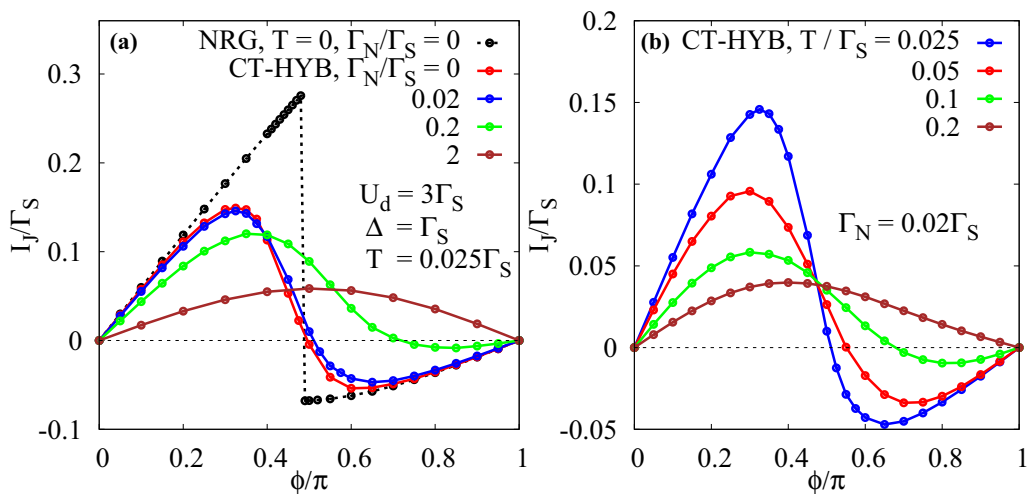 (a)
NRG, T = 0, Γ_N/Γ_S = 0
CT-HYB, Γ_N/Γ_S = 0
0.02
0.2
2
U_d = 3Γ_S
Δ = Γ_S
T = 0.025Γ_S
I_J/Γ_S
0.3
0.2
0.1
0
-0.1
0
0.2
0.4
0.6
0.8
1
ϕ/π
(b)
CT-HYB, T / Γ_S = 0.025
0.05
0.1
0.2
Γ_N = 0.02Γ_S
I_J/Γ_S
0.2
0.15
0.1
0.05
0
-0.05
0
0.2
0.4
0.6
0.8
1
ϕ/π